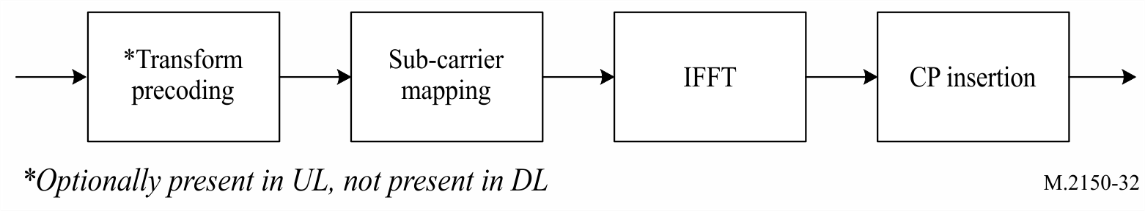 *Transform
precoding
Sub-carrier
mapping
IFFT
CP insertion
*Optionally present in UL, not present in DL
M.2150-32